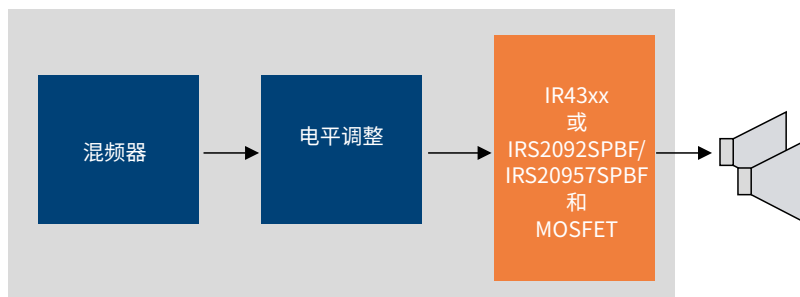 混频器
电平调整
IR43xx
或
IRS2092SPBF/
IRS20957SPBF
和
MOSFET